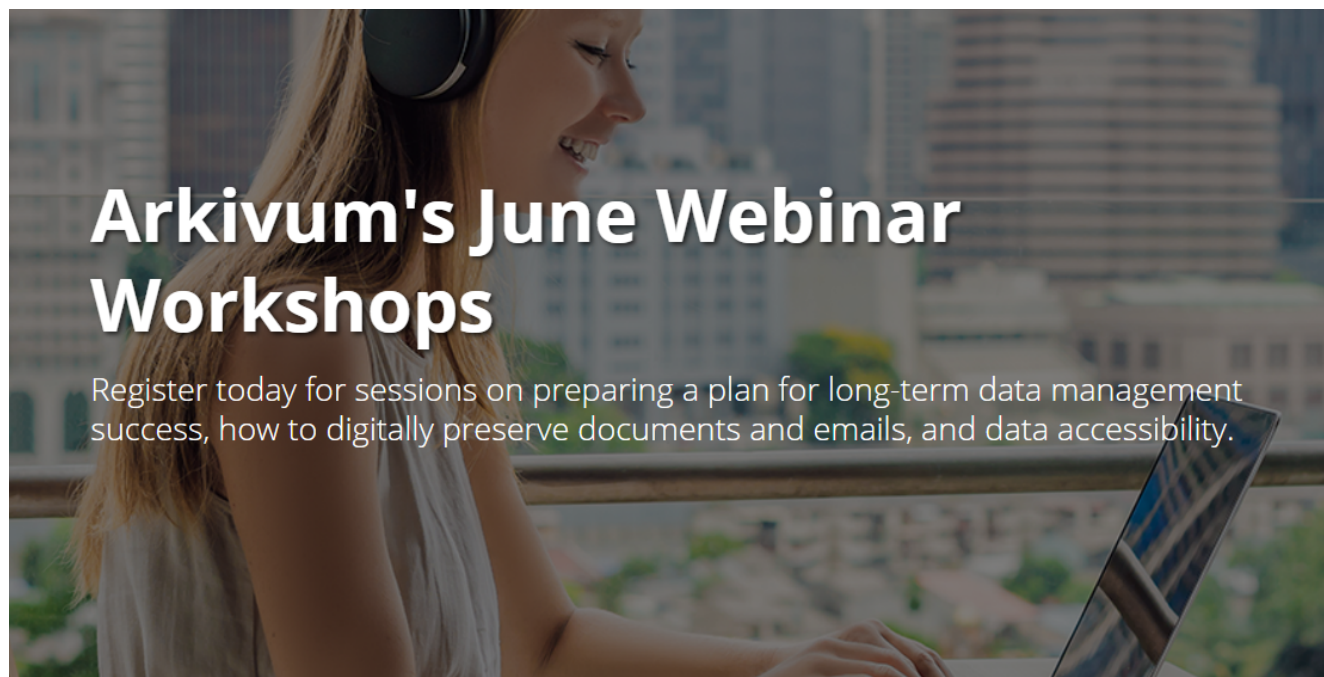 Arkivum's June Webinar
Workshops
Register today for sessions on preparing a plan for long-term data management
success, how to digitally preserve documents and emails, and data accessibility.